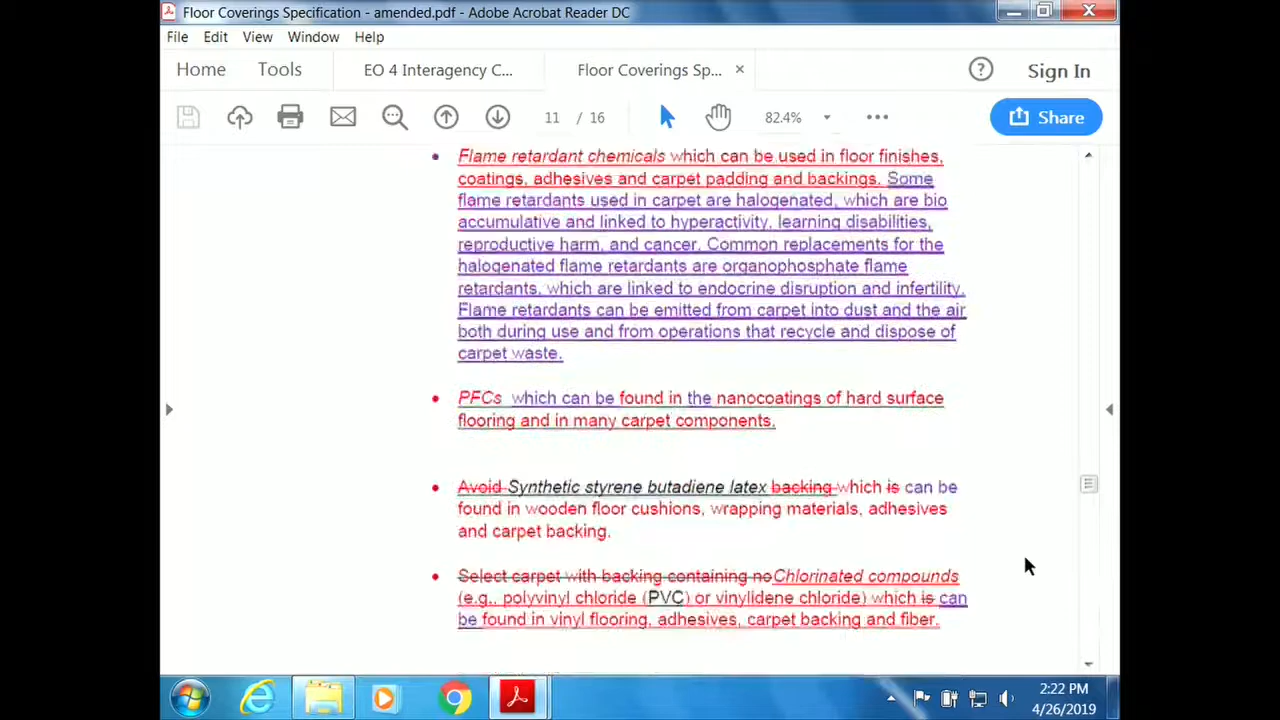 Floor Coverings Specification - amended.pdf - Adobe Acrobat Reader DC
File Edit View Window Help
Home Tools EO 4 Interagency C... Floor Coverings Sp... × ? Sign In
11 / 16 82.4% Share
• Flame retardant chemicals which can be used in floor finishes,
coatings, adhesives and carpet padding and backings. Some
flame retardants used in carpet are halogenated, which are bio
accumulative and linked to hyperactivity, learning disabilities,
reproductive harm, and cancer. Common replacements for the
halogenated flame retardants are organophosphate flame
retardants, which are linked to endocrine disruption and infertility.
Flame retardants can be emitted from carpet into dust and the air
both during use and from operations that recycle and dispose of
carpet waste.
• PFCs which can be found in the nanocoatings of hard surface
flooring and in many carpet components.
• Avoid Synthetic styrene butadiene latex backing which is can be
found in wooden floor cushions, wrapping materials, adhesives
and carpet backing.
• Select carpet with backing containing noChlorinated compounds
(e.g., polyvinyl chloride (PVC) or vinylidene chloride) which is can
be found in vinyl flooring, adhesives, carpet backing and fiber.
2:22 PM
4/26/2019